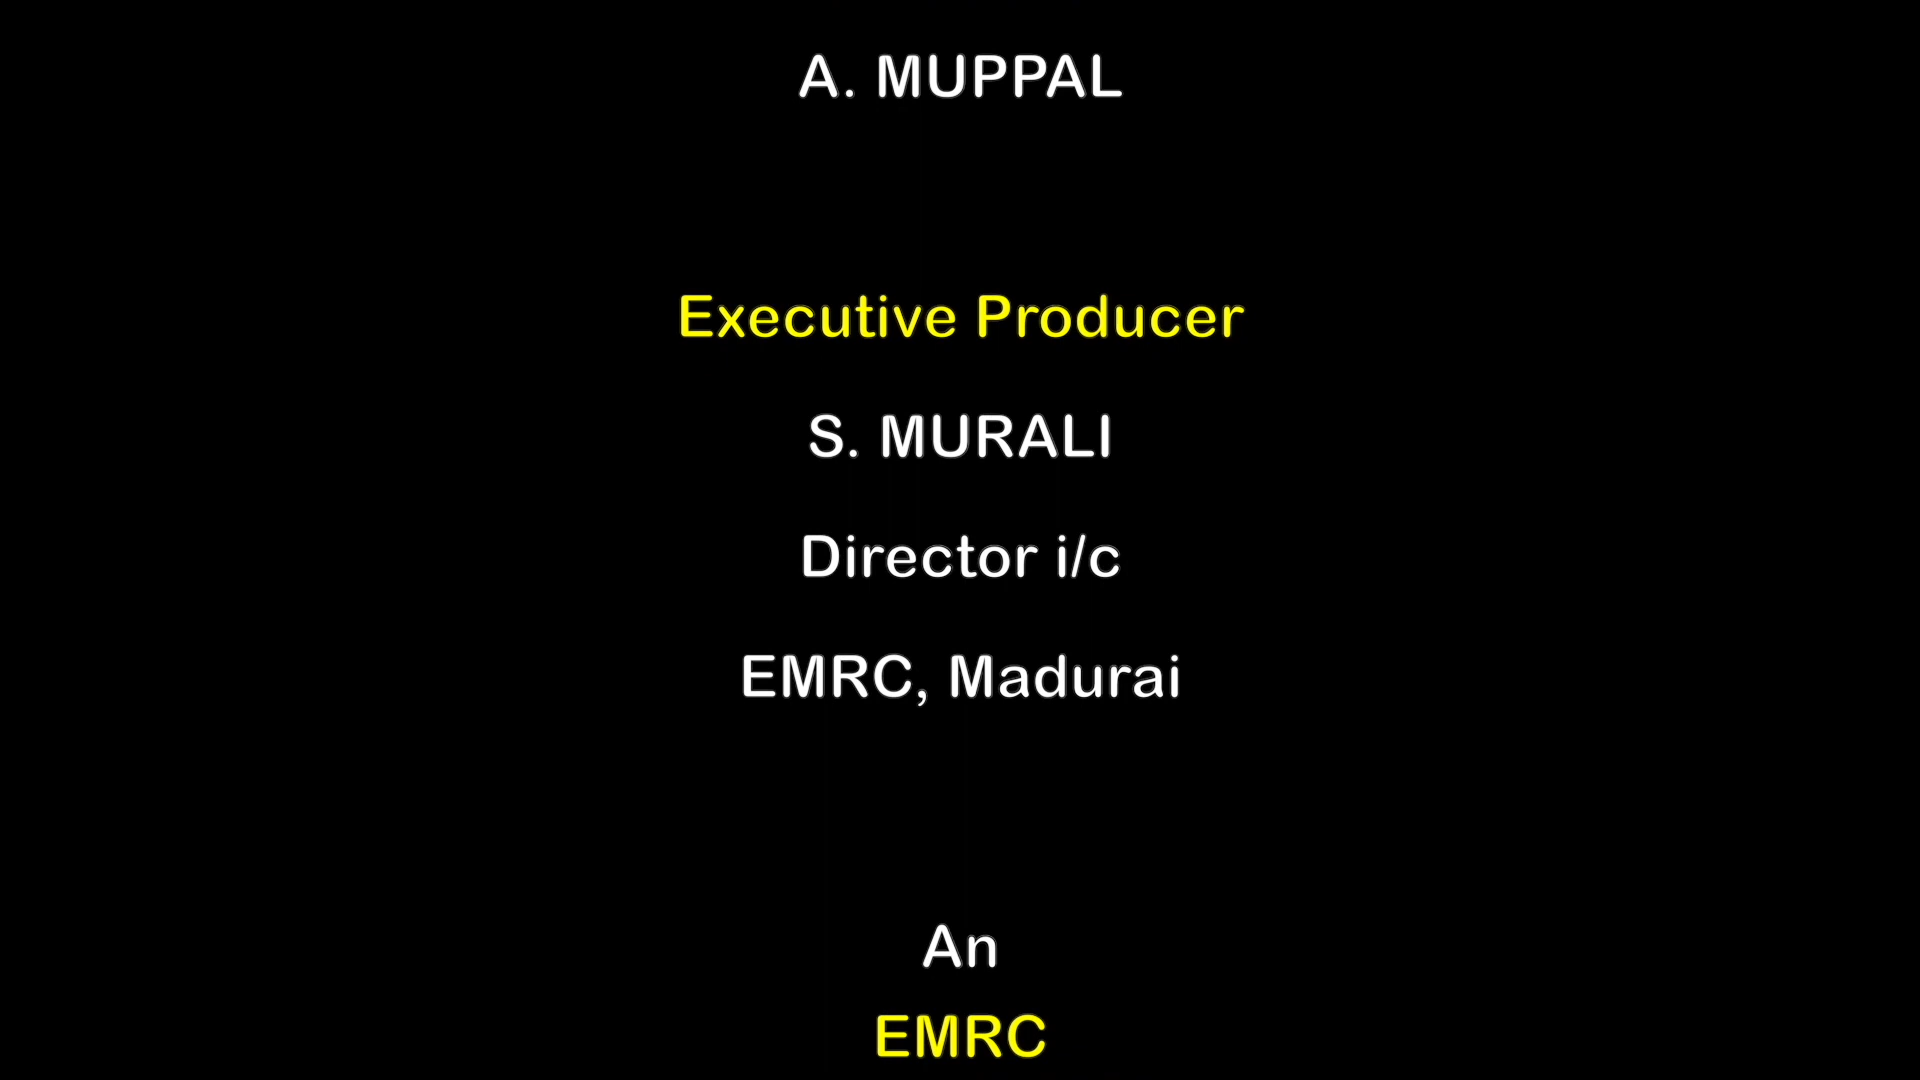 A. MUPPAL
Executive Producer
S. MURALI
Director i/c
EMRC, Madurai
An
EMRC